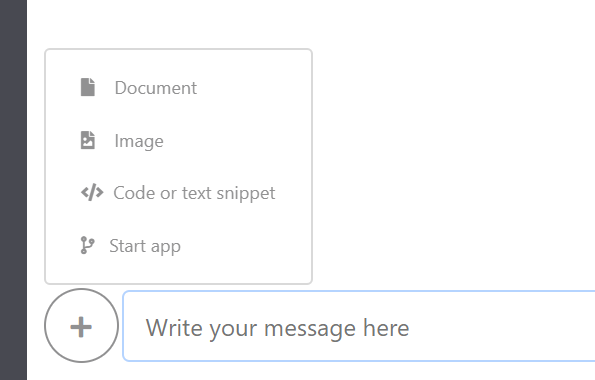 Document
Image
Code or text snippet
Start app
Write your message here